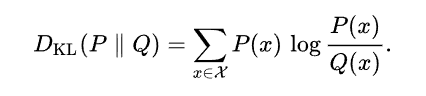 D_KL(P ∥ Q) = ∑_{x∈𝒳} P(x) log P(x)/Q(x).